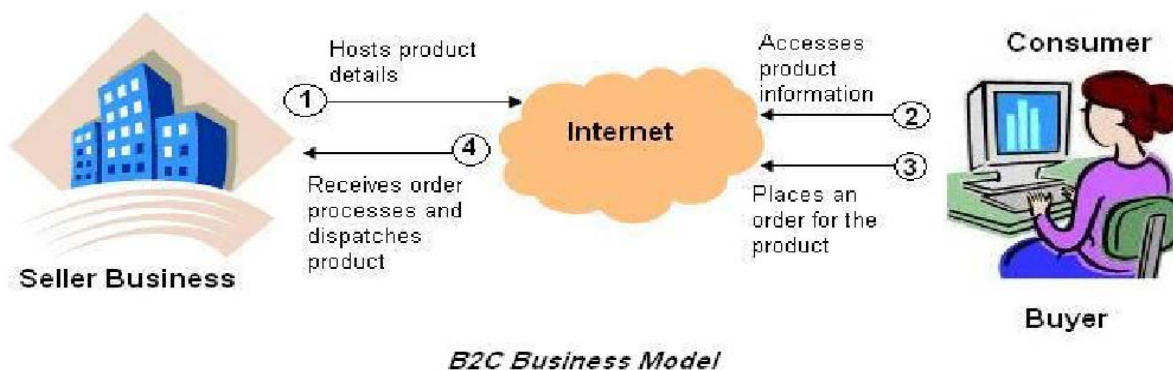 Hosts product
details
1
4
Receives order
processes and
dispatches
product
Seller Business
Internet
Accesses
product
information
2
3
Places an
order for the
product
Consumer
Buyer
B2C Business Model